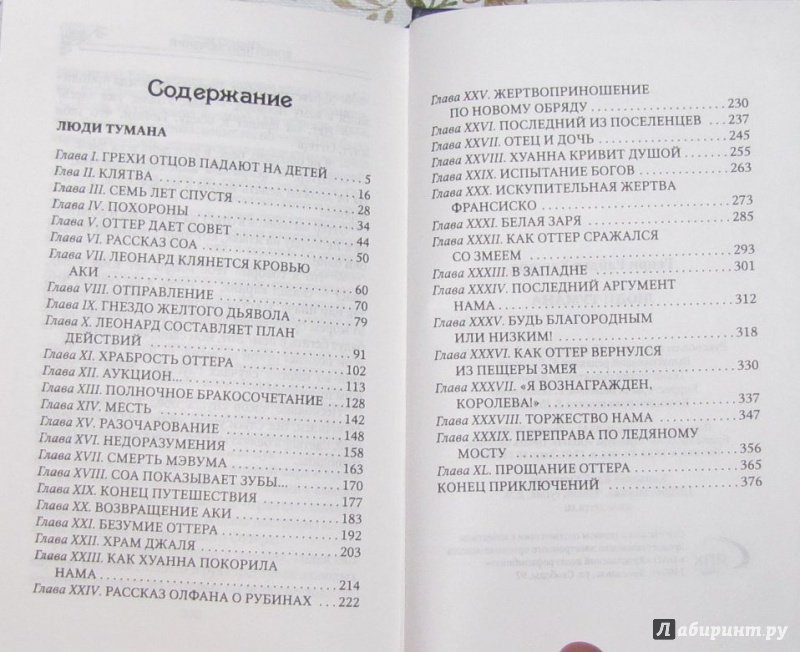 Содержание
ЛЮДИ ТУМАНА
Глава I. ГРЕХИ ОТЦОВ ПАДАЮТ НА ДЕТЕЙ . . . . 5
Глва II. КЛЯТВА . . . . 16
Глава III. СЕМЬ ЛЕТ СПУСТЯ . . . . 28
Глава IV. ПОХОРОНЫ . . . . 34
Глава V. ОТТЕР ДАЕТ СОВЕТ . . . . 44
Глава VI. РАССКАЗ СОА . . . . 50
Глава VII. ЛЕОНАРД КЛЯНЕТСЯ КРОВЬЮ
АКИ . . . . 60
Глава VIII. ОТПРАВЛЕНИЕ . . . . 70
Глава IX. ГНЕЗДО ЖЕЛТОГО ДЬЯВОЛА . . . . 79
Глава X. ЛЕОНАРД СОСТАВЛЯЕТ ПЛАН
ДЕЙСТВИЙ . . . . 91
Глава XI. ХРАБРОСТЬ ОТТЕРА . . . . 102
Глава XII. АУКЦИОН... . . . . 113
Глава XIII. ПОЛНОЧНОЕ БРАКОСОЧЕТАНИЕ . . . . 128
Глава XIV. МЕСТЬ . . . . 142
Глава XV. РАЗОЧАРОВАНИЕ . . . . 148
Глава XVI. НЕДОРАЗУМЕНИЯ . . . . 158
Глава XVII. СМЕРТЬ МЭВУМА . . . . 163
Глава XVIII. СОА ПОКАЗЫВАЕТ ЗУБЫ... . . . . 170
Глава XIX. КОНЕЦ ПУТЕШЕСТВИЯ . . . . 177
Глава XX. ВОЗВРАЩЕНИЕ АКИ . . . . 183
Глава XXI. БЕЗУМИЕ ОТТЕРА . . . . 192
Глава XXII. ХРАМ ДЖАЛЯ . . . . 203
Глава XXIII. КАК ХУАННА ПОКОРИЛА
НАМА . . . . 214
Глава XXIV. РАССКАЗ ОЛФАНА О РУБИНАХ . . . 222
Глава XXV. ЖЕРТВОПРИНОШЕНИЕ
ПО НОВОМУ ОБРЯДУ . . . . 230
Глава XXVI. ПОСЛЕДНИЙ ИЗ ПОСЕЛЕНЦЕВ . . . . 237
Глава XXVII. ОТЕЦ И ДОЧЬ . . . . 245
Глава XXVIII. ХУАННА КРИВИТ ДУШОЙ . . . . 255
Глава XXIX. ИСПЫТАНИЕ БОГОВ . . . . 263
Глава XXX. ИСКУПИТЕЛЬНАЯ ЖЕРТВА
ФРАНСИСКО . . . . 273
Глава XXXI. БЕЛАЯ ЗАРЯ . . . . 285
Глава XXXII. КАК ОТТЕР СРАЖАЛСЯ
СО ЗМЕЕМ . . . . 293
Глава XXXIII. В ЗАПАДНЕ . . . . 301
Глава XXXIV. ПОСЛЕДНИЙ АРГУМЕНТ
НАМА . . . . 312
Глава XXXV. БУДЬ БЛАГОРОДНЫМ
ИЛИ НИЗКИМ! . . . . 318
Глава XXXVI. КАК ОТТЕР ВЕРНУЛСЯ
ИЗ ПЕЩЕРЫ ЗМЕЯ . . . . 330
Глава XXXVII. «Я ВОЗНАГРАЖДЕН,
КОРОЛЕВА!» . . . . 337
Глава XXXVIII. ТОРЖЕСТВО НАМА . . . . 347
Глава XXXIX. ПЕРЕПРАВА ПО ЛЕДЯНОМУ
МОСТУ . . . . 356
Глава XL. ПРОЩАНИЕ ОТТЕРА . . . . 365
КОНЕЦ ПРИКЛЮЧЕНИЙ . . . . 376
Лабиринт.ру